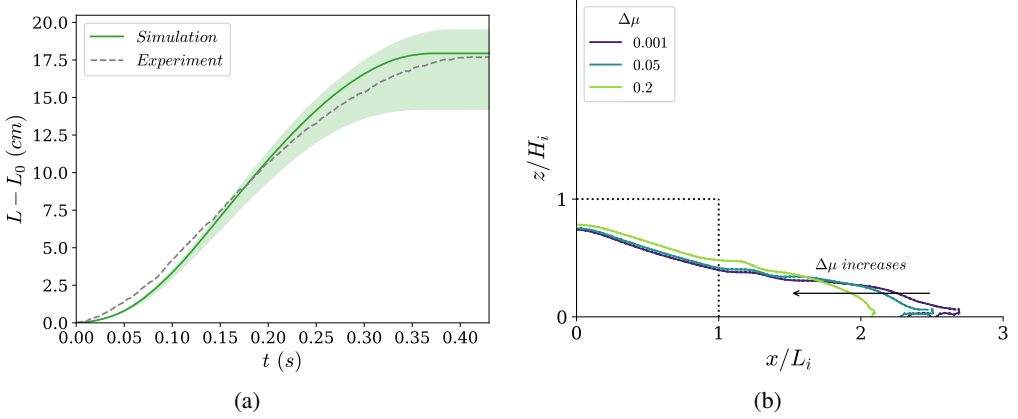 20.0
17.5
15.0
12.5
10.0
7.5
5.0
2.5
0.0
L − L₀ (cm)
Simulation
Experiment
0.00 0.05 0.10 0.15 0.20 0.25 0.30 0.35 0.40
t (s)
(a)
Δμ
0.001
0.05
0.2
z/Hᵢ
1
0
Δμ increases
0 1 2 3
x/Lᵢ
(b)